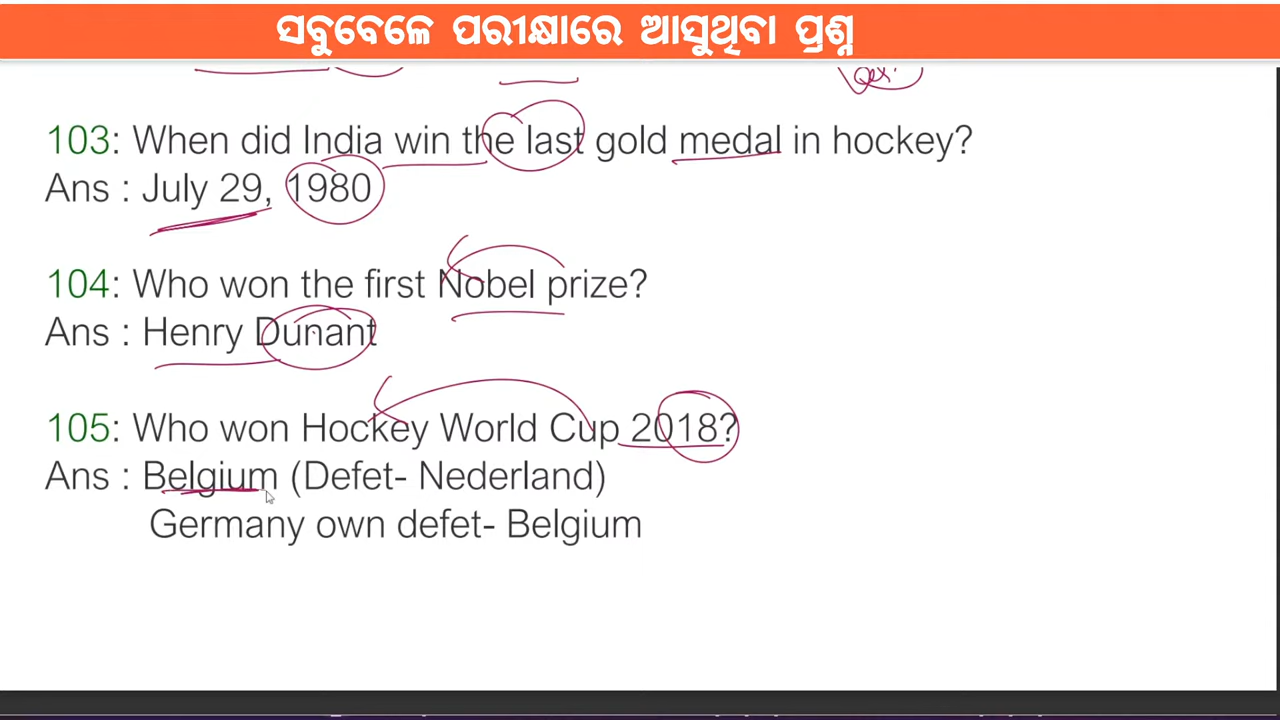 ସବୁବେଳେ ପରୀକ୍ଷାରେ ଆସୁଥିବା ପ୍ରଶ୍ନ
103: When did India win the last gold medal in hockey?
Ans : July 29, 1980
104: Who won the first Nobel prize?
Ans : Henry Dunant
105: Who won Hockey World Cup 2018?
Ans : Belgium (Defet- Nederland)
Germany own defet- Belgium